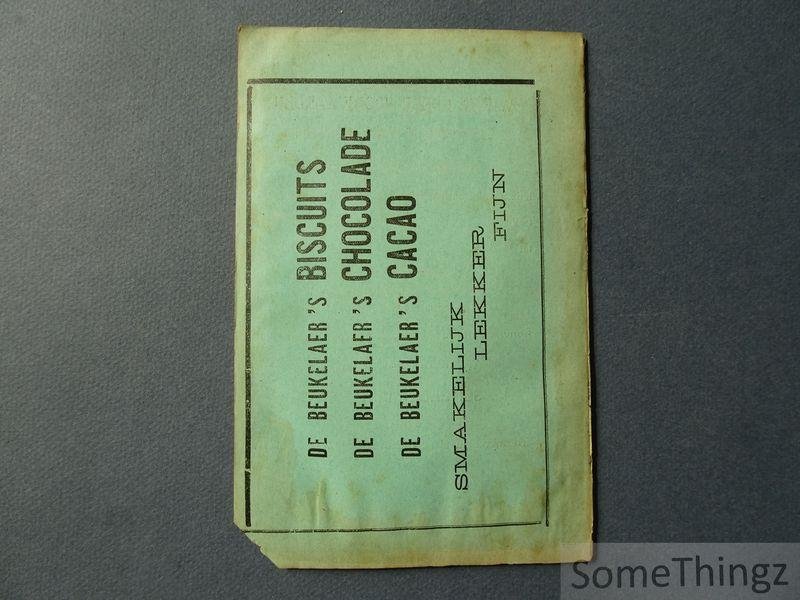 DE BEUKELAER'S BISCUITS
DE BEUKELAER'S CHOCOLADE
DE BEUKELAER'S CACAO
SMAKELIJK
LEKKER
FIJN
SomeThingz